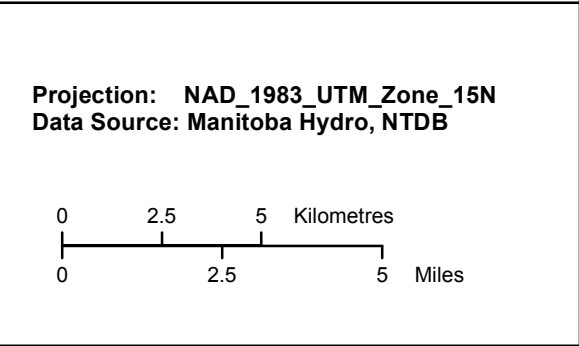 Projection: NAD_1983_UTM_Zone_15N
Data Source: Manitoba Hydro, NTDB
0 2.5 5 Kilometres
0 2.5 5 Miles